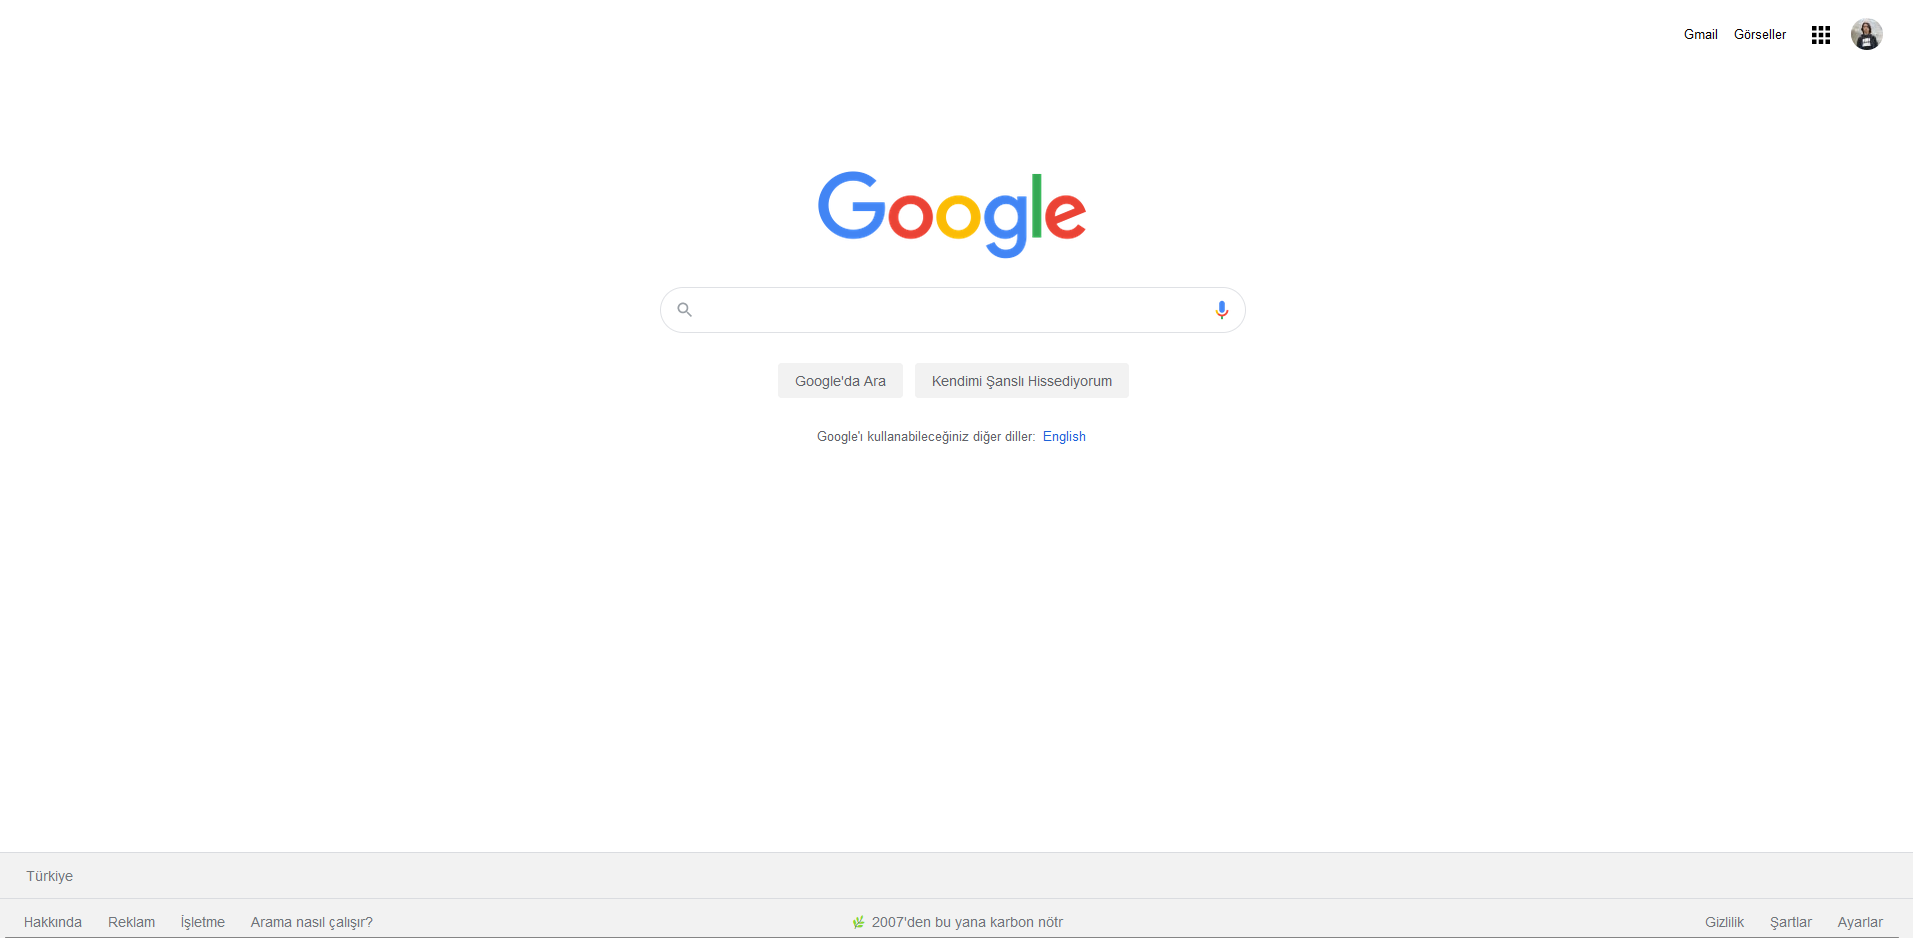 Gmail Görseller
Google
Google'da Ara Kendimi Şanslı Hissediyorum
Google'ı kullanabileceğiniz diğer diller: English
Türkiye
Hakkında Reklam İşletme Arama nasıl çalışır? 2007'den bu yana karbon nötr Gizlilik Şartlar Ayarlar